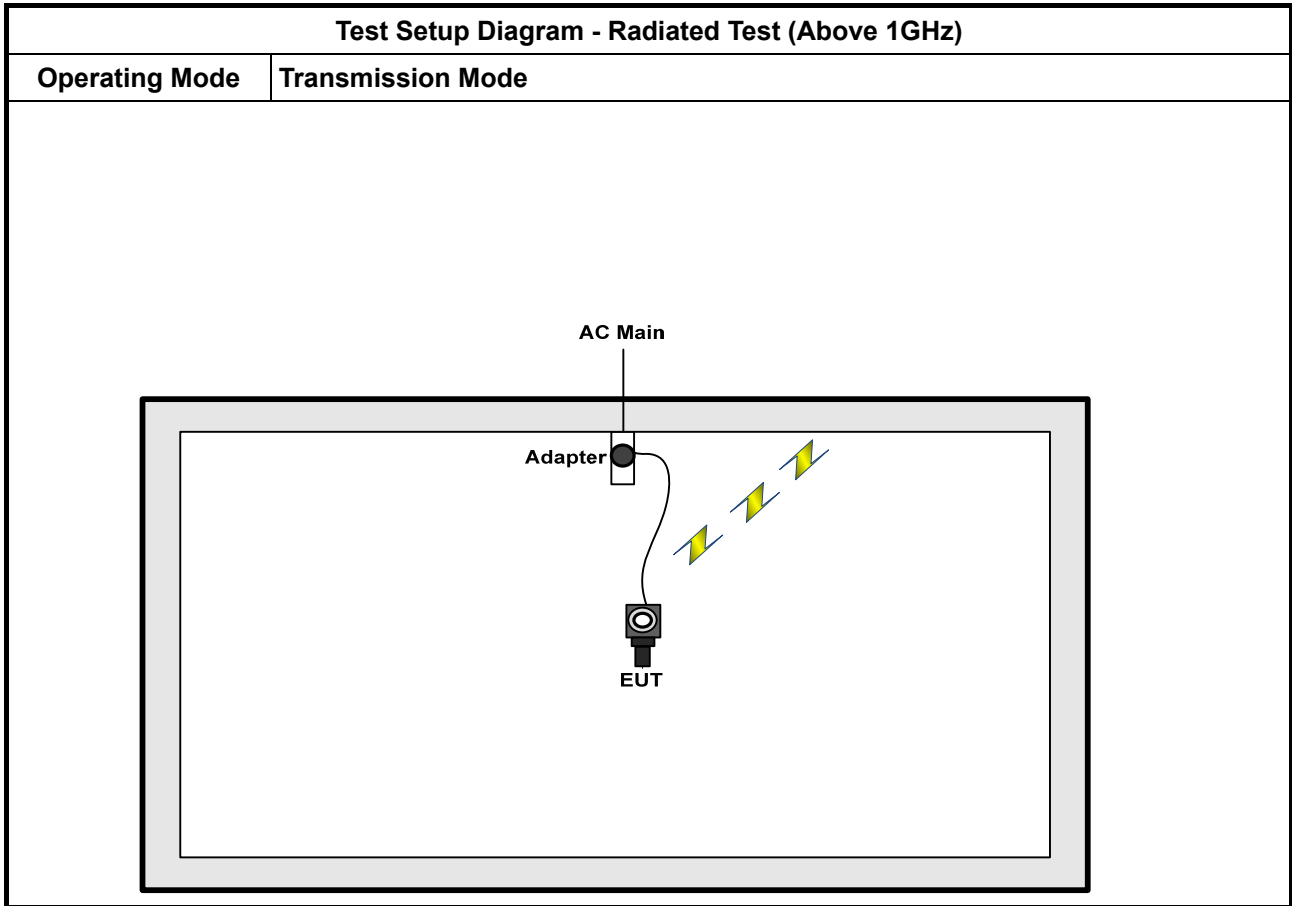 Test Setup Diagram - Radiated Test (Above 1GHz)
Operating Mode
Transmission Mode
AC Main
Adapter
EUT